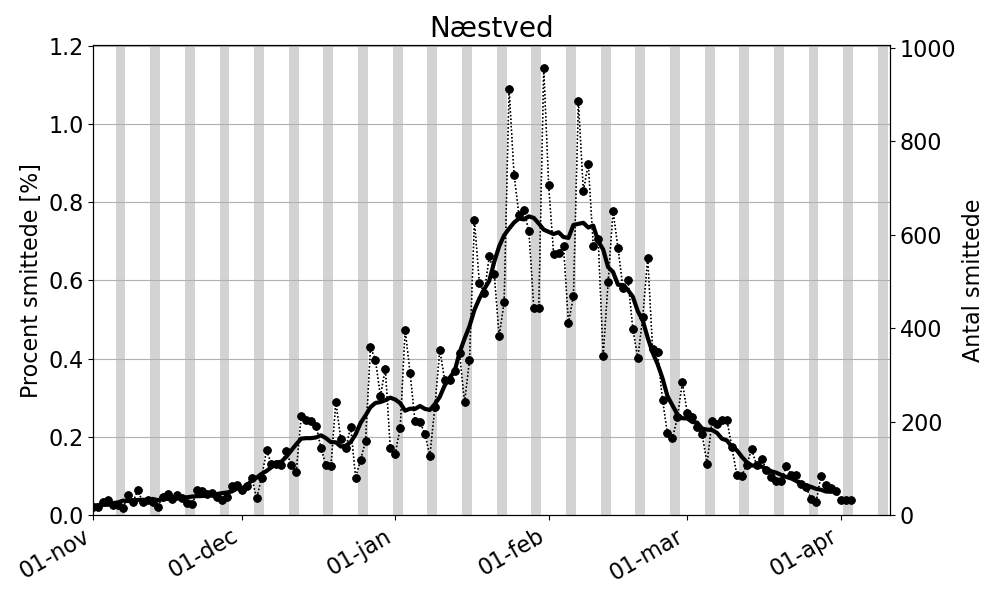 Næstved
Procent smittede [%]
1.2
1.0
0.8
0.6
0.4
0.2
0.0
1000
800
600
400
200
0
Antal smittede
01-nov
01-dec
01-jan
01-feb
01-mar
01-apr